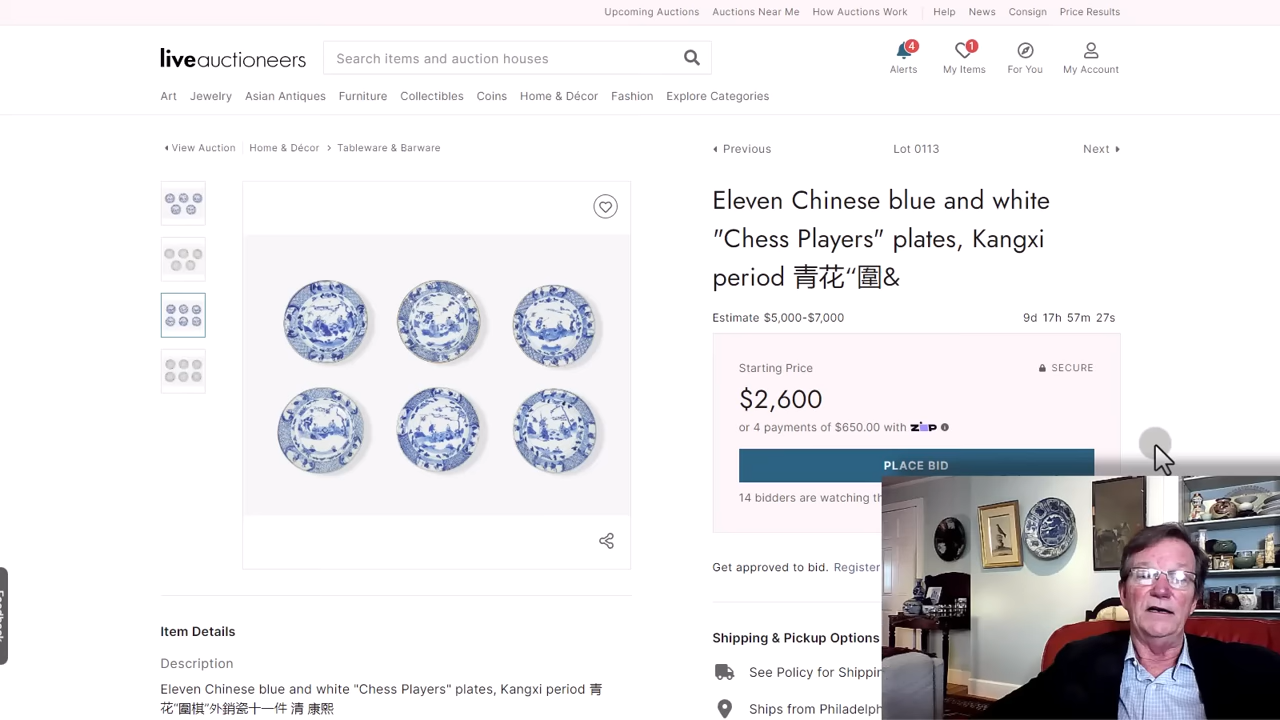 Upcoming Auctions Auctions Near Me How Auctions Work Help News Consign Price Results
liveauctioneers
Search items and auction houses
4
Alerts
1
My Items
For You
My Account
Art Jewelry Asian Antiques Furniture Collectibles Coins Home & Décor Fashion Explore Categories
View Auction Home & Décor › Tableware & Barware
Previous Lot 0113 Next
Eleven Chinese blue and white
"Chess Players" plates, Kangxi
period 青花“圍&
Estimate $5,000-$7,000 9d 17h 57m 27s
Starting Price SECURE
$2,600
or 4 payments of $650.00 with ZIP
PLACE BID
14 bidders are watching th
Get approved to bid. Register
Shipping & Pickup Options
See Policy for Shippin
Ships from Philadelph
Item Details
Description
Eleven Chinese blue and white "Chess Players" plates, Kangxi period 青
花“圍棋”外銷瓷十一件 清 康熙